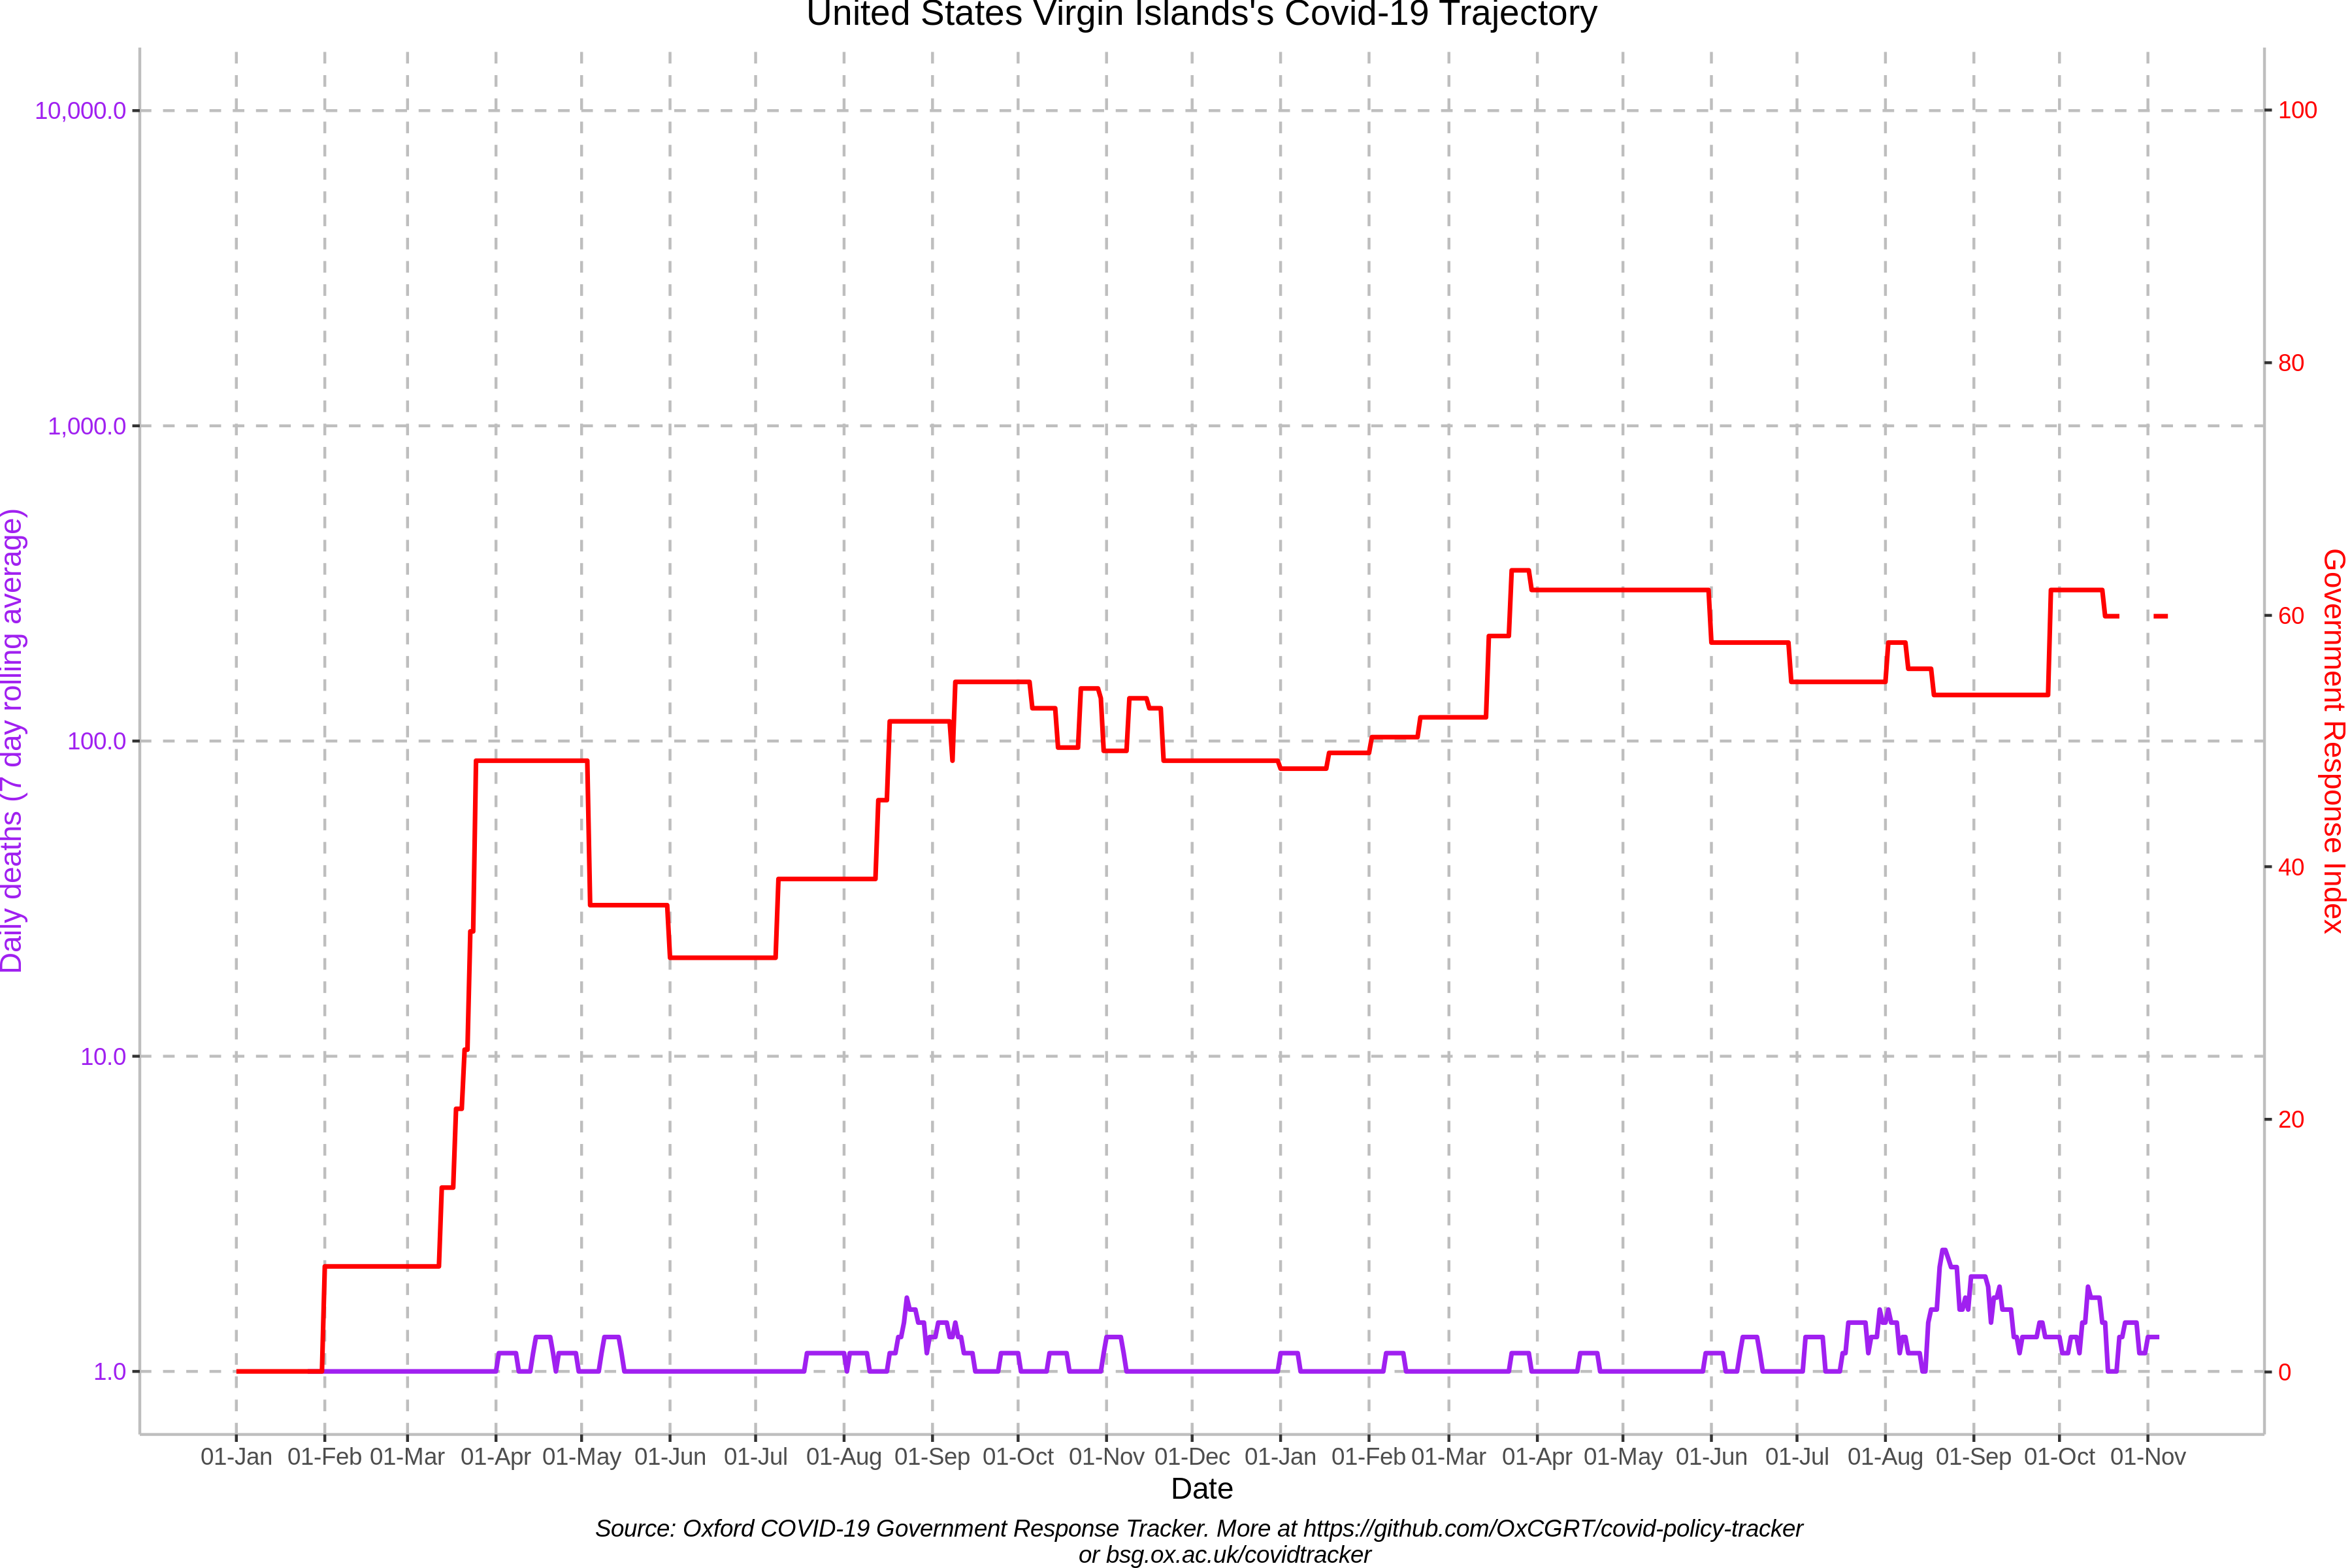 United States Virgin Islands's Covid-19 Trajectory
10,000.0
1,000.0
100.0
10.0
1.0
Daily deaths (7 day rolling average)
100
80
60
40
20
0
Government Response Index
01-Jan 01-Feb 01-Mar 01-Apr 01-May 01-Jun 01-Jul 01-Aug 01-Sep 01-Oct 01-Nov 01-Dec 01-Jan 01-Feb 01-Mar 01-Apr 01-May 01-Jun 01-Jul 01-Aug 01-Sep 01-Oct 01-Nov
Date
Source: Oxford COVID-19 Government Response Tracker. More at https://github.com/OxCGRT/covid-policy-tracker
or bsg.ox.ac.uk/covidtracker